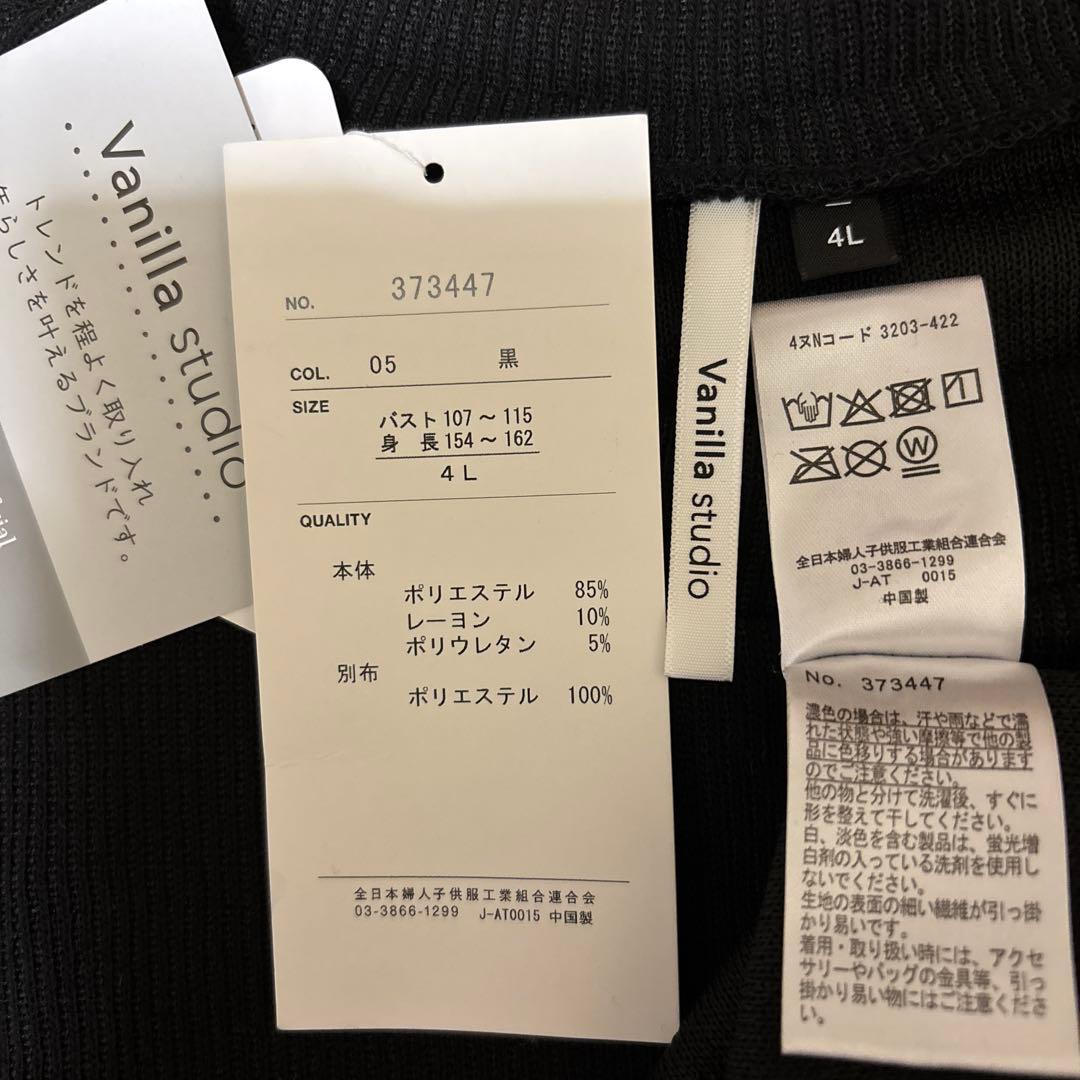 Vanilla studio
トレンドを程よく取り入れ
らしさを叶えるブランドです。
NO. 373447
COL. 05 黒
SIZE
バスト 107～115
身 長 154～162
4L
QUALITY
本体
ポリエステル 85%
レーヨン 10%
ポリウレタン 5%
別布
ポリエステル 100%
全日本婦人子供服工業組合連合会
03-3866-1299 J-AT0015 中国製
Vanilla studio
4L
4ヌNコード 3203-422
W
全日本婦人子供服工業組合連合会
03-3866-1299
J-AT 0015
中国製
No. 373447
濃色の場合は、汗や雨などで濡
れた状態や強い摩擦等で他の製
品に色移りする場合があります
のでご注意ください。
他の物と分けて洗濯後、すぐに
形を整えて干してください。
白、淡色を含む製品は、蛍光増
白剤の入っている洗剤を使用し
ないでください。
生地の表面の細い繊維が引っ掛
かり易いです。
着用・取り扱い時には、アクセ
サリーやバッグの金具等、引っ
掛かり易い物にはご注意くださ
い。